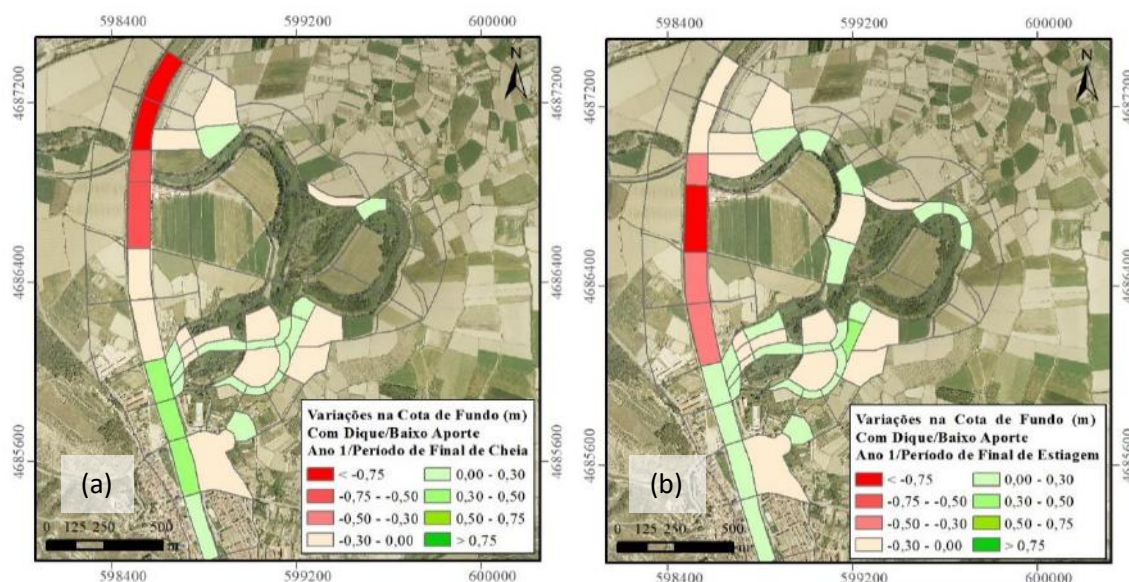 598400 599200 600000
N
4687200 4687200
4686400 4686400
4685600 4685600
(a)
Variações na Cota de Fundo (m)
Com Dique/Baixo Aporte
Ano 1/Período de Final de Cheia
< -0,75 0,00 - 0,30
-0,75 - -0,50 0,30 - 0,50
-0,50 - -0,30 0,50 - 0,75
-0,30 - 0,00 > 0,75
0 125 250 500
m
598400 599200 600000
598400 599200 600000
N
4687200 4687200
4686400 4686400
4685600 4685600
(b)
Variações na Cota de Fundo (m)
Com Dique/Baixo Aporte
Ano 1/Período de Final de Estiagem
< -0,75 0,00 - 0,30
-0,75 - -0,50 0,30 - 0,50
-0,50 - -0,30 0,50 - 0,75
-0,30 - 0,00 > 0,75
0 125 250 500
m
598400 599200 600000